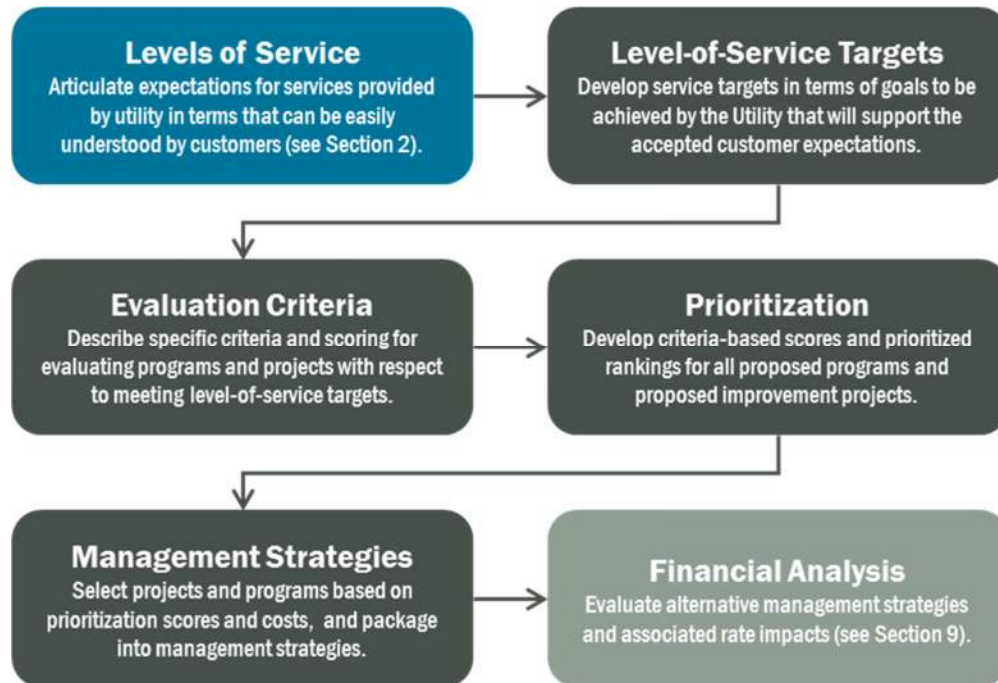 Levels of Service
Articulate expectations for services provided
by utility in terms that can be easily
understood by customers (see Section 2).
Level-of-Service Targets
Develop service targets in terms of goals to be
achieved by the Utility that will support the
accepted customer expectations.
Evaluation Criteria
Describe specific criteria and scoring for
evaluating programs and projects with respect
to meeting level-of-service targets.
Prioritization
Develop criteria-based scores and prioritized
rankings for all proposed programs and
proposed improvement projects.
Management Strategies
Select projects and programs based on
prioritization scores and costs, and package
into management strategies.
Financial Analysis
Evaluate alternative management strategies
and associated rate impacts (see Section 9).